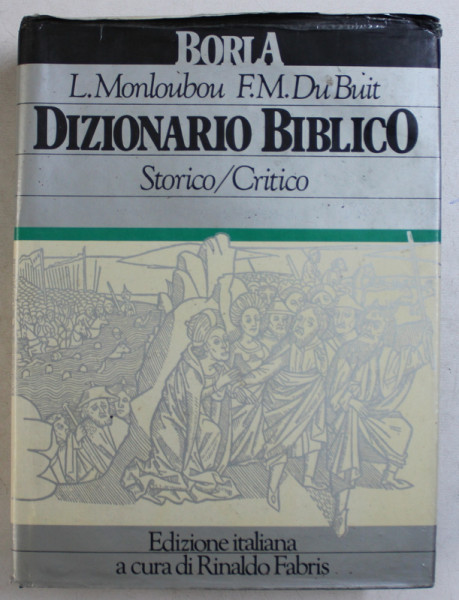 BORLA
L. Monloubou F.M. Du Buit
DIZIONARIO BIBLICO
Storico/Critico
Edizione italiana
a cura di Rinaldo Fabris